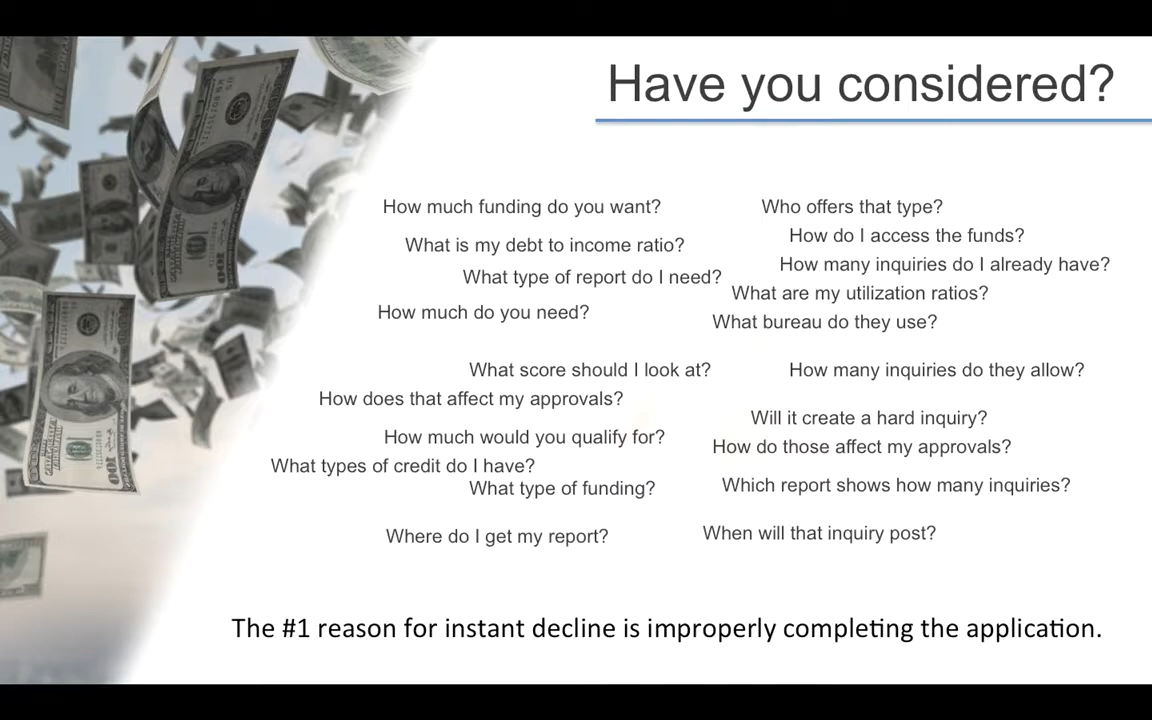 Have you considered?
How much funding do you want?
Who offers that type?
How do I access the funds?
What is my debt to income ratio?
How many inquiries do I already have?
What type of report do I need?
What are my utilization ratios?
How much do you need?
What bureau do they use?
What score should I look at?
How many inquiries do they allow?
How does that affect my approvals?
Will it create a hard inquiry?
How much would you qualify for?
How do those affect my approvals?
What types of credit do I have?
What type of funding?
Which report shows how many inquiries?
Where do I get my report?
When will that inquiry post?
The #1 reason for instant decline is improperly completing the application.